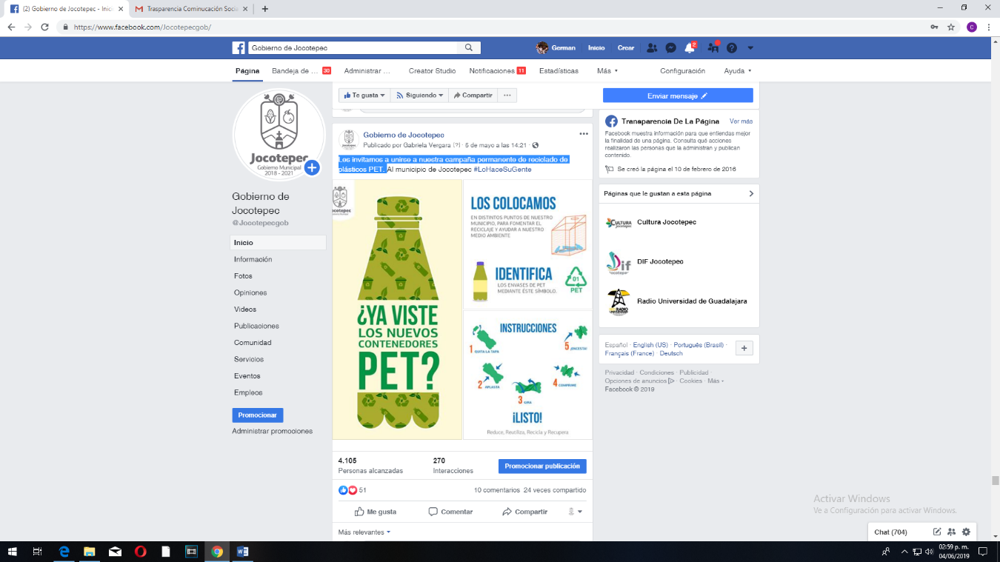 (2) Gobierno de Jocotepec - Inic
Trasparencia Cominucación Socia
https://www.facebook.com/Jocotepecgob/
Gobierno de Jocotepec
German
Inicio
Crear
2
Página
Bandeja de ... 30
Administrar ...
Creator Studio
Notificaciones 11
Estadísticas
Más
Configuración
Ayuda
Jocotepec
Gobierno Municipal
2018 - 2021
Gobierno de
Jocotepec
@Jocotepecgob
Inicio
Información
Fotos
Opiniones
Videos
Publicaciones
Comunidad
Servicios
Eventos
Empleos
Promocionar
Administrar promociones
Te gusta
Siguiendo
Compartir
Enviar mensaje
Gobierno de Jocotepec
Publicado por Gabriela Vergara (?) · 5 de mayo a las 14:21 ·
Les invitamos a unirse a nuestra campaña permanente de reciclado de
plásticos PET. Al municipio de Jocotepec #LoHaceSuGente
Jocotepec
¿YA VISTE
LOS NUEVOS
CONTENEDORES
PET?
LOS COLOCAMOS
EN DISTINTOS PUNTOS DE NUESTRO
MUNICIPIO, PARA FOMENTAR EL
RECICLAJE Y AYUDAR A NUESTRO
MEDIO AMBIENTE
IDENTIFICA
LOS ENVASES DE PET
MEDIANTE ÉSTE SÍMBOLO.
01
PET
INSTRUCCIONES
1 QUITA LA TAPA
2 APLASTA
3 GIRA
4 COMPRIME
5 ¡ENCESTA!
¡LISTO!
Reduce, Reutiliza, Recicla y Recupera
4.105
Personas alcanzadas
270
Interacciones
Promocionar publicación
51
10 comentarios 24 veces compartido
Me gusta
Comentar
Compartir
Más relevantes
Transparencia De La Página
Ver más
Facebook muestra información para que entiendas mejor
la finalidad de una página. Consulta qué acciones
realizaron las personas que la administran y publican
contenido.
Se creó la página el 10 de febrero de 2016
Páginas que le gustan a esta página
CULTURA
Jocotepec
Cultura Jocotepec
Dif
Jocotepec
DIF Jocotepec
RADIO
Radio Universidad de Guadalajara
Español · English (US) · Português (Brasil) ·
Français (France) · Deutsch
Privacidad · Condiciones · Publicidad ·
Opciones de anuncios · Cookies · Más
Facebook © 2019
Activar Windows
Ve a Configuración para activar Windows.
Chat (704)
02:59 p. m.
04/06/2019